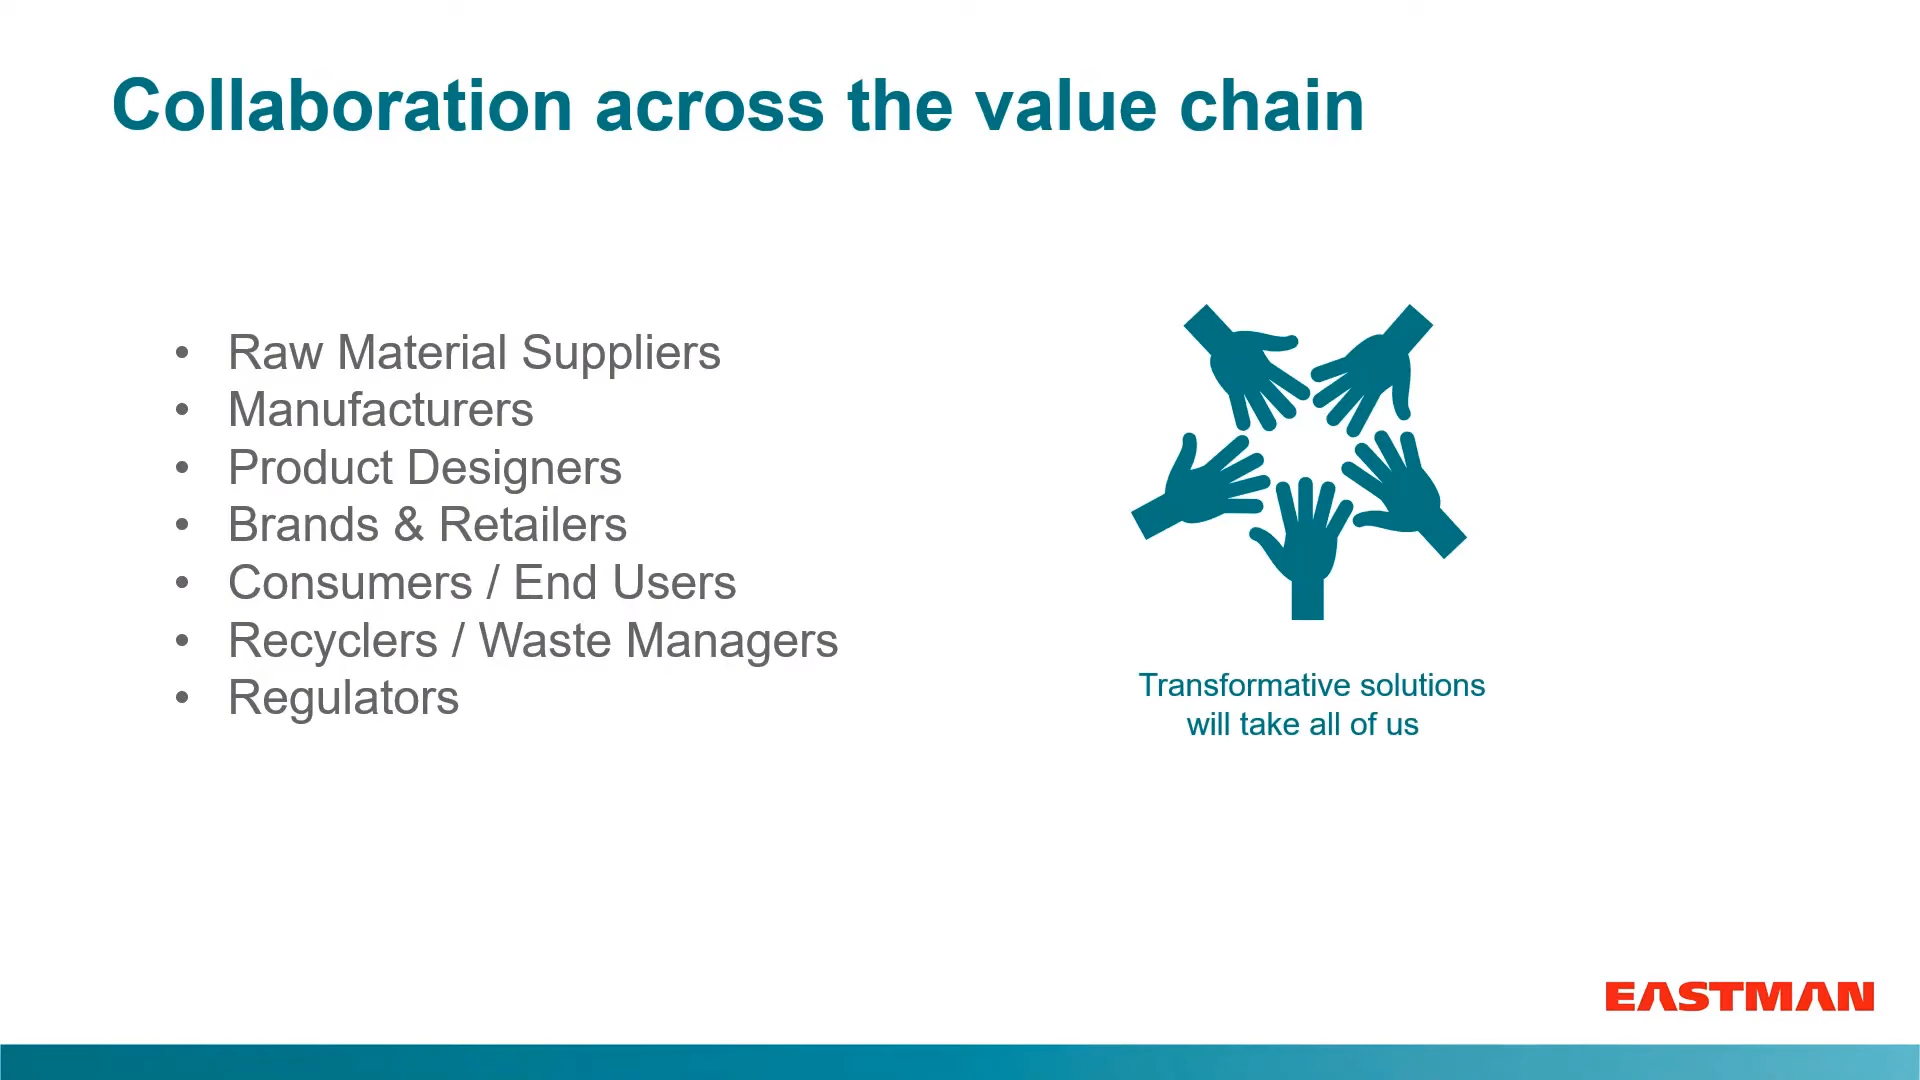 Collaboration across the value chain
• Raw Material Suppliers
• Manufacturers
• Product Designers
• Brands & Retailers
• Consumers / End Users
• Recyclers / Waste Managers
• Regulators
Transformative solutions
will take all of us
EASTMAN